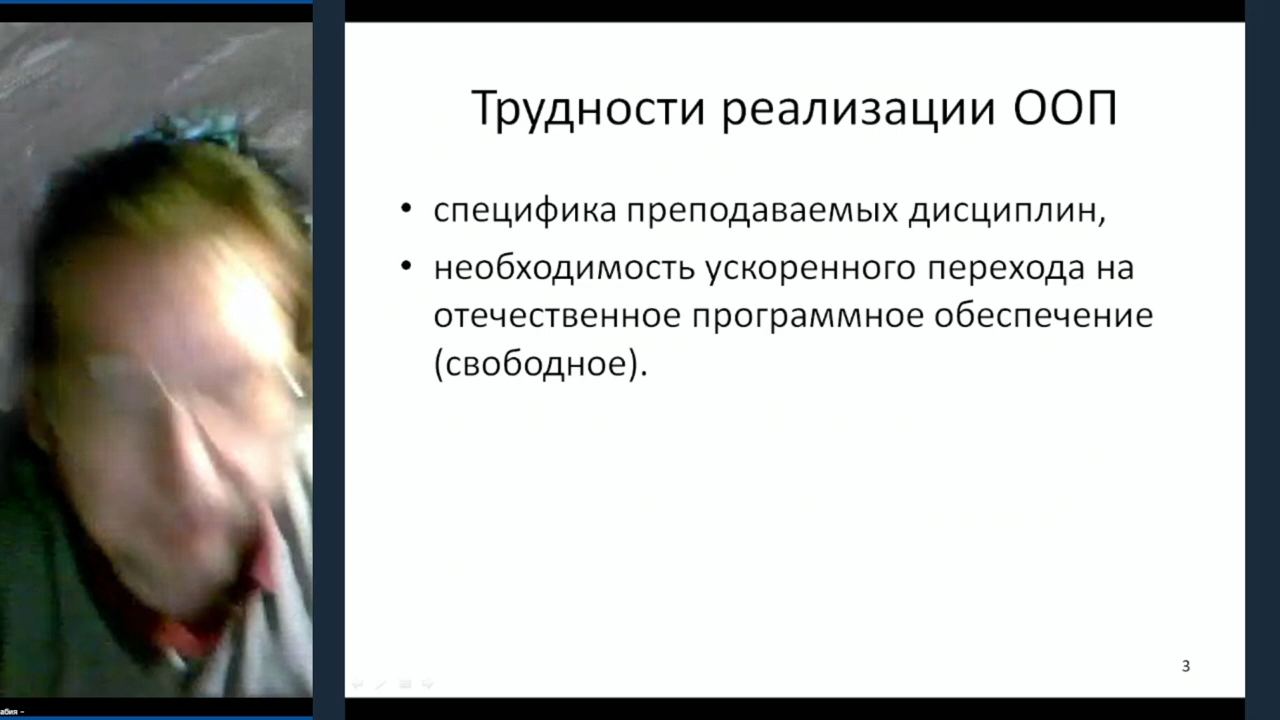 Трудности реализации ООП
• специфика преподаваемых дисциплин,
• необходимость ускоренного перехода на
отечественное программное обеспечение
(свободное).
3